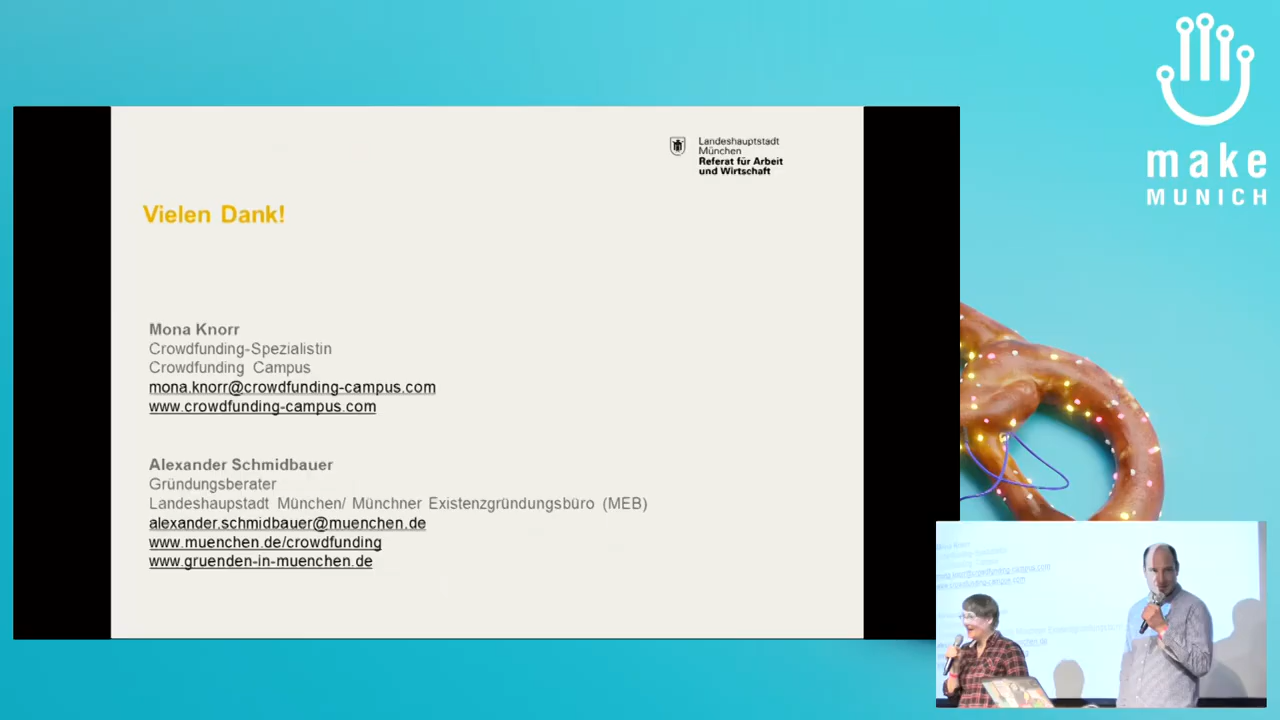 make
MUNICH
Landeshauptstadt
München
Referat für Arbeit
und Wirtschaft
Vielen Dank!
Mona Knorr
Crowdfunding-Spezialistin
Crowdfunding Campus
mona.knorr@crowdfunding-campus.com
www.crowdfunding-campus.com
Alexander Schmidbauer
Gründungsberater
Landeshaupstadt München/ Münchner Existenzgründungsbüro (MEB)
alexander.schmidbauer@muenchen.de
www.muenchen.de/crowdfunding
www.gruenden-in-muenchen.de